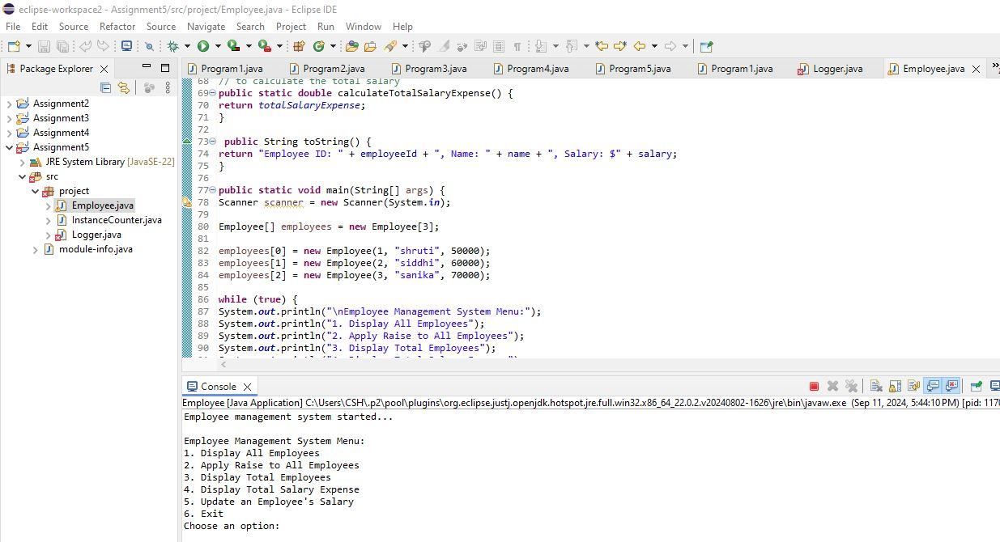 eclipse-workspace2 - Assignment5/src/project/Employee.java - Eclipse IDE
File Edit Source Refactor Source Navigate Search Project Run Window Help
Package Explorer
Assignment2
Assignment3
Assignment4
Assignment5
JRE System Library [JavaSE-22]
src
project
Employee.java
InstanceCounter.java
Logger.java
module-info.java
Program1.java Program2.java Program3.java Program4.java Program5.java Program1.java Logger.java Employee.java
68 // to calculate the total salary
69 public static double calculateTotalSalaryExpense() {
70 return totalSalaryExpense;
71 }
72
73 public String toString() {
74 return "Employee ID: " + employeeId + ", Name: " + name + ", Salary: $" + salary;
75 }
76
77 public static void main(String[] args) {
78 Scanner scanner = new Scanner(System.in);
79
80 Employee[] employees = new Employee[3];
81
82 employees[0] = new Employee(1, "shruti", 50000);
83 employees[1] = new Employee(2, "siddhi", 60000);
84 employees[2] = new Employee(3, "sanika", 70000);
85
86 while (true) {
87 System.out.println("\nEmployee Management System Menu:");
88 System.out.println("1. Display All Employees");
89 System.out.println("2. Apply Raise to All Employees");
90 System.out.println("3. Display Total Employees");
Console
Employee [Java Application] C:\Users\CSH\.p2\pool\plugins\org.eclipse.justj.openjdk.hotspot.jre.full.win32.x86_64_22.0.2.v20240802-1626\jre\bin\javaw.exe (Sep 11, 2024, 5:44:10 PM) [pid: 1170
Employee management system started...
Employee Management System Menu:
1. Display All Employees
2. Apply Raise to All Employees
3. Display Total Employees
4. Display Total Salary Expense
5. Update an Employee's Salary
6. Exit
Choose an option: